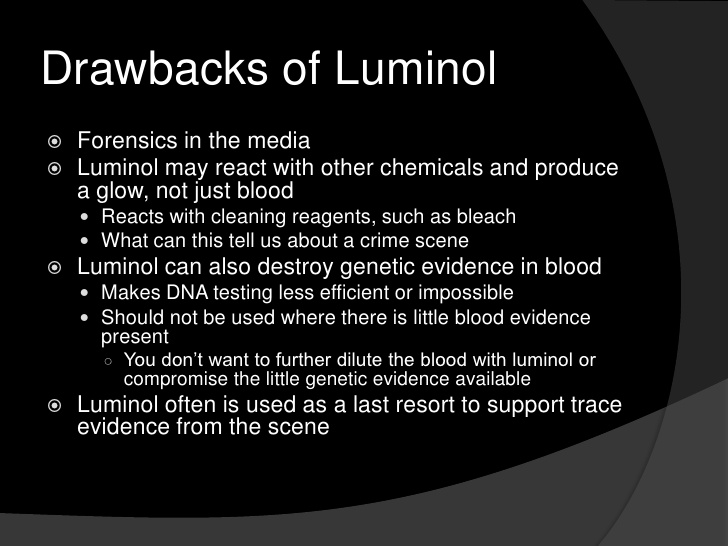 Drawbacks of Luminol
Forensics in the media
Luminol may react with other chemicals and produce
a glow, not just blood
Reacts with cleaning reagents, such as bleach
What can this tell us about a crime scene
Luminol can also destroy genetic evidence in blood
Makes DNA testing less efficient or impossible
Should not be used where there is little blood evidence
present
You don’t want to further dilute the blood with luminol or
compromise the little genetic evidence available
Luminol often is used as a last resort to support trace
evidence from the scene